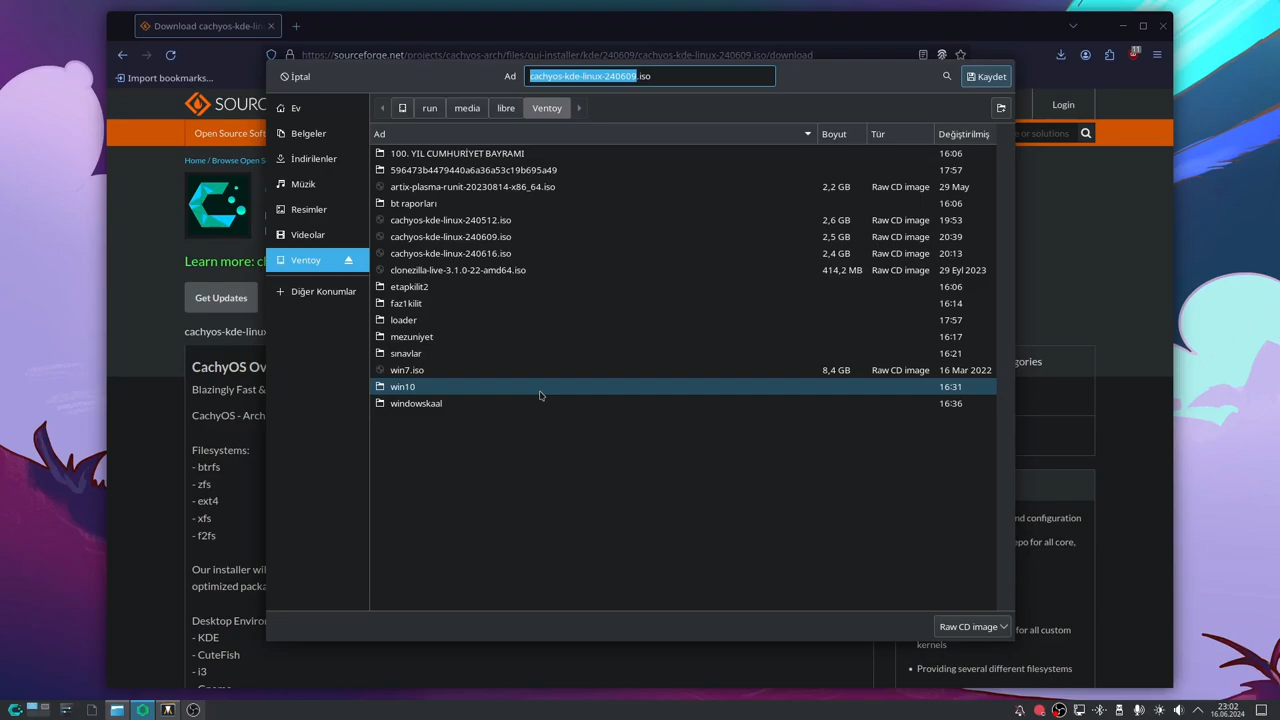 Download cachyos-kde-lin
https://sourceforge.net/projects/cachyos-arch/files/gui-installer/kde/240609/cachyos-kde-linux-240609.iso/download
11
Import bookmarks...
İptal
Ad
cachyos-kde-linux-240609.iso
Kaydet
SOURC
Login
Ev
run
media
libre
Ventoy
Open Source Soft
or solutions
Belgeler
Ad
Boyut
Tür
Değiştirilmiş
Home / Browse Open S
İndirilenler
Müzik
Resimler
Videolar
Ventoy
Diğer Konumlar
100. YIL CUMHURİYET BAYRAMI 16:06
596473b4479440a6a36a53c19b695a49 17:57
artix-plasma-runit-20230814-x86_64.iso 2,2 GB Raw CD image 29 May
bt raporları 16:06
cachyos-kde-linux-240512.iso 2,6 GB Raw CD image 19:53
cachyos-kde-linux-240609.iso 2,5 GB Raw CD image 20:39
cachyos-kde-linux-240616.iso 2,4 GB Raw CD image 20:13
clonezilla-live-3.1.0-22-amd64.iso 414,2 MB Raw CD image 29 Eyl 2023
etapkilit2 16:06
faz1kilit 16:14
loader 17:57
mezuniyet 16:17
sınavlar 16:21
win7.iso 8,4 GB Raw CD image 16 Mar 2022
win10 16:31
windowskaal 16:36
Raw CD image
Learn more: c
Get Updates
cachyos-kde-linu
CachyOS Ov
Blazingly Fast &
CachyOS - Arch
Filesystems:
- btrfs
- zfs
- ext4
- xfs
- f2fs
Our installer wil
optimized packa
Desktop Environ
- KDE
- CuteFish
- i3
gories
nd configuration
epo for all core,
for all custom
kernels
Providing several different filesystems
23:02
16.06.2024